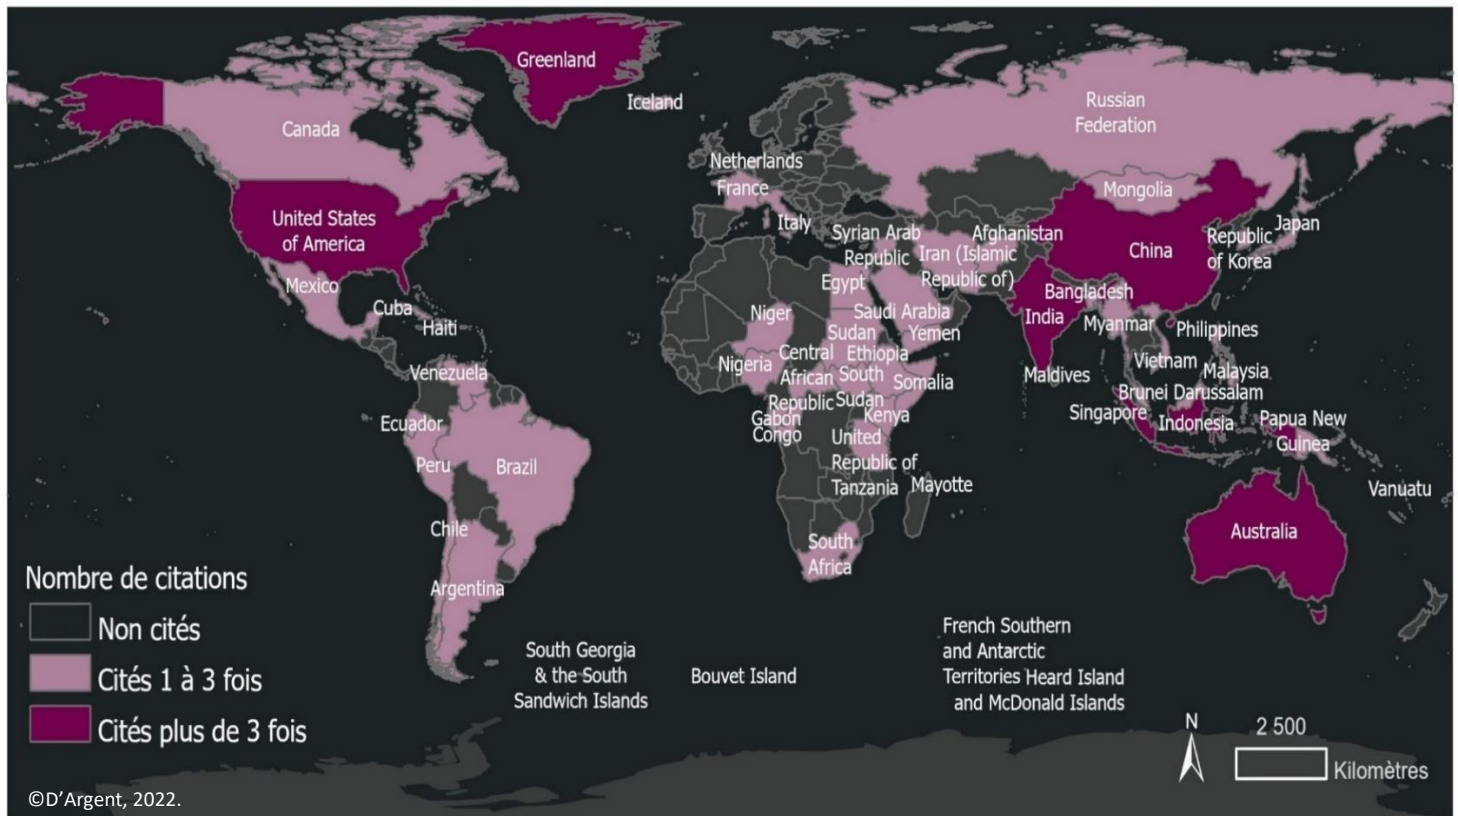 Greenland
Iceland
Canada
Russian
Federation
Netherlands
France
Mongolia
United States
of America
Italy
Syrian Arab
Republic
Afghanistan
Iran (Islamic
Republic of)
China
Republic
of Korea
Japan
Mexico
Egypt
Bangladesh
Cuba
Haiti
Niger
Saudi Arabia
Sudan
Yemen
India
Myanmar
Philippines
Venezuela
Nigeria
Central
African
Republic
Ethiopia
South
Sudan
Somalia
Maldives
Vietnam
Malaysia
Brunei Darussalam
Singapore
Indonesia
Papua New
Guinea
Ecuador
Gabon
Congo
Kenya
United
Republic of
Tanzania
Mayotte
Peru
Brazil
Vanuatu
Chile
South
Africa
Australia
Argentina
Nombre de citations
Non cités
Cités 1 à 3 fois
Cités plus de 3 fois
South Georgia
& the South
Sandwich Islands
Bouvet Island
French Southern
and Antarctic
Territories
Heard Island
and McDonald Islands
N
2 500
Kilomètres
©D’Argent, 2022.